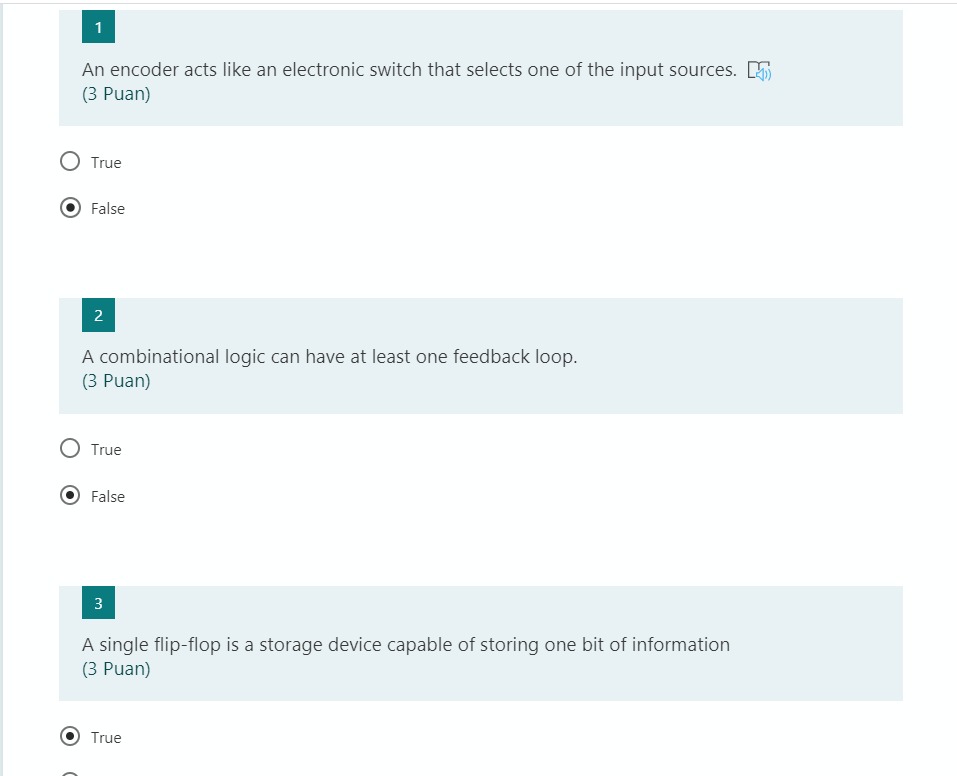 1
An encoder acts like an electronic switch that selects one of the input sources.
(3 Puan)
True
False
2
A combinational logic can have at least one feedback loop.
(3 Puan)
True
False
3
A single flip-flop is a storage device capable of storing one bit of information
(3 Puan)
True